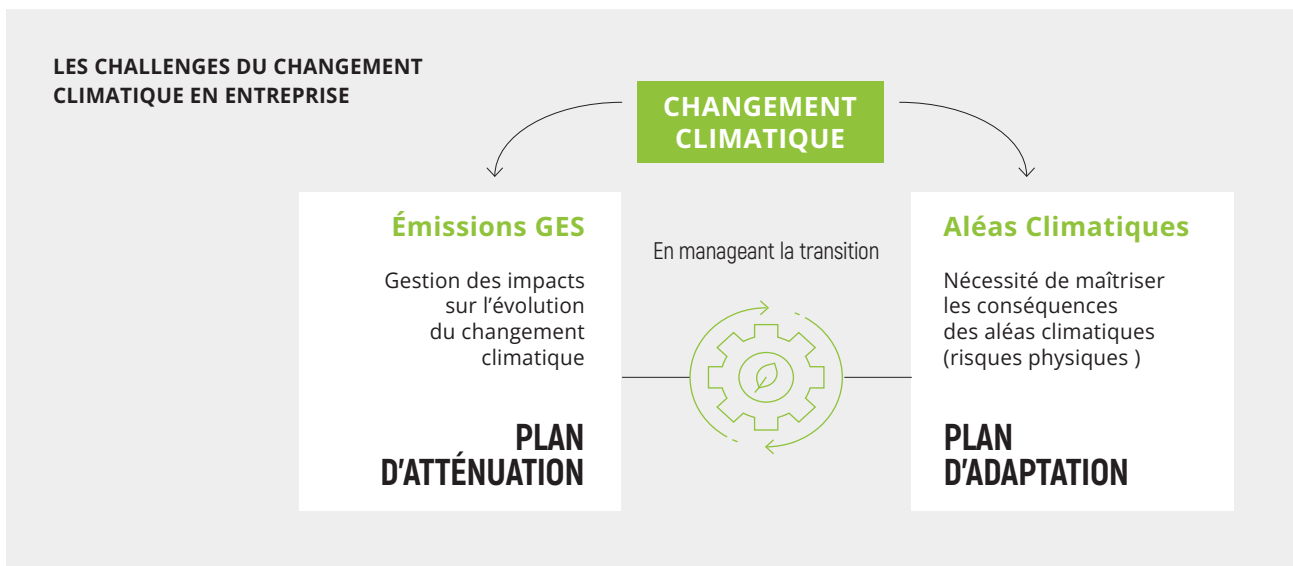 LES CHALLENGES DU CHANGEMENT
CLIMATIQUE EN ENTREPRISE
CHANGEMENT
CLIMATIQUE
Émissions GES
Gestion des impacts
sur l’évolution
du changement
climatique
PLAN
D’ATTÉNUATION
En manageant la transition
Aléas Climatiques
Nécessité de maîtriser
les conséquences
des aléas climatiques
(risques physiques )
PLAN
D’ADAPTATION